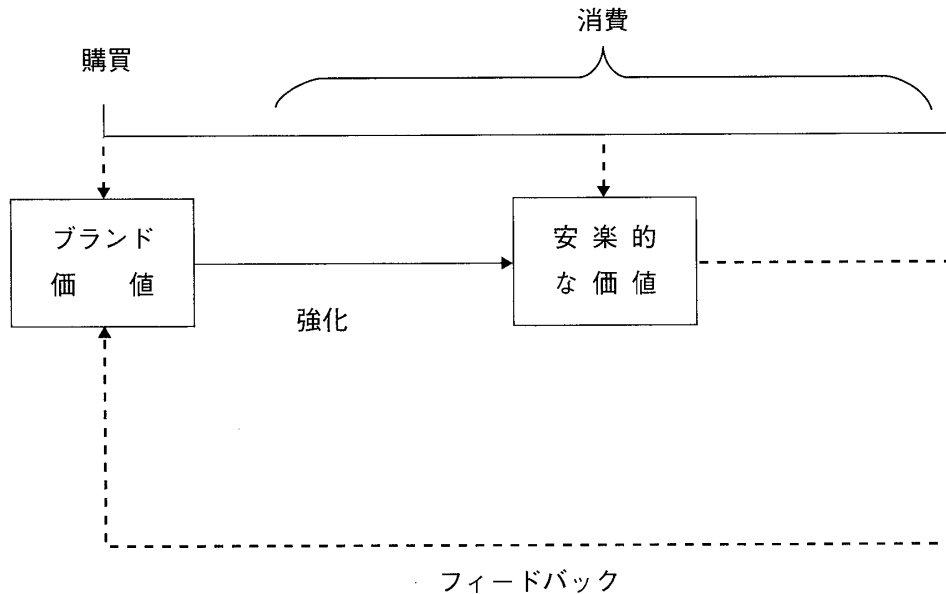 消費
購買
ブランド
価値
安楽的
な価値
強化
フィードバック